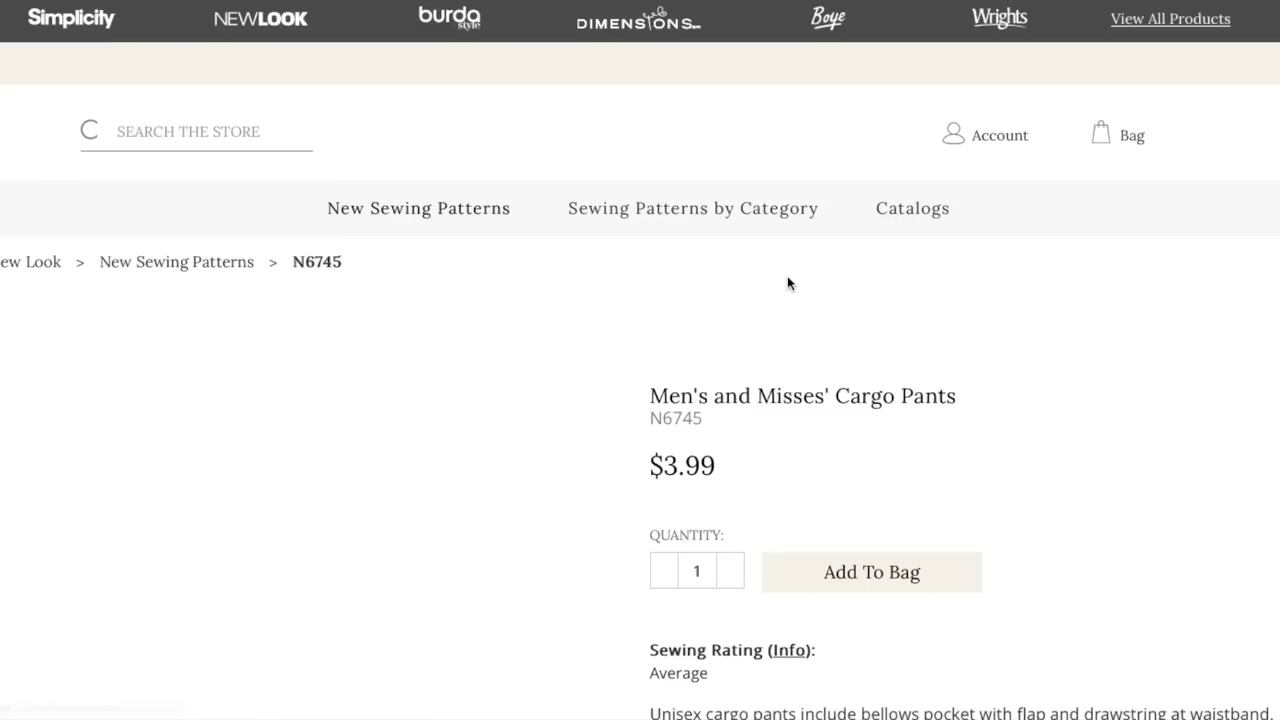 Simplicity NEW LOOK burda style DIMENSIONS Boye Wrights View All Products
SEARCH THE STORE
Account Bag
New Sewing Patterns Sewing Patterns by Category Catalogs
ew Look > New Sewing Patterns > N6745
Men's and Misses' Cargo Pants
N6745
$3.99
QUANTITY:
1 Add To Bag
Sewing Rating (Info):
Average
Unisex cargo pants include bellows pocket with flap and drawstring at waistband.